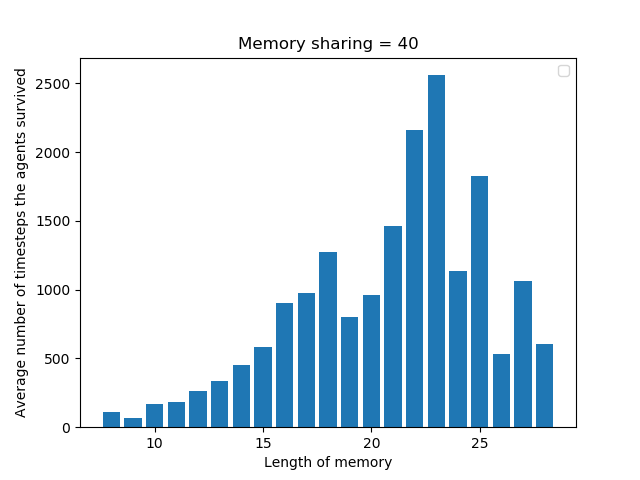 Memory sharing = 40
Average number of timesteps the agents survived
2500
2000
1500
1000
500
0
10 15 20 25
Length of memory